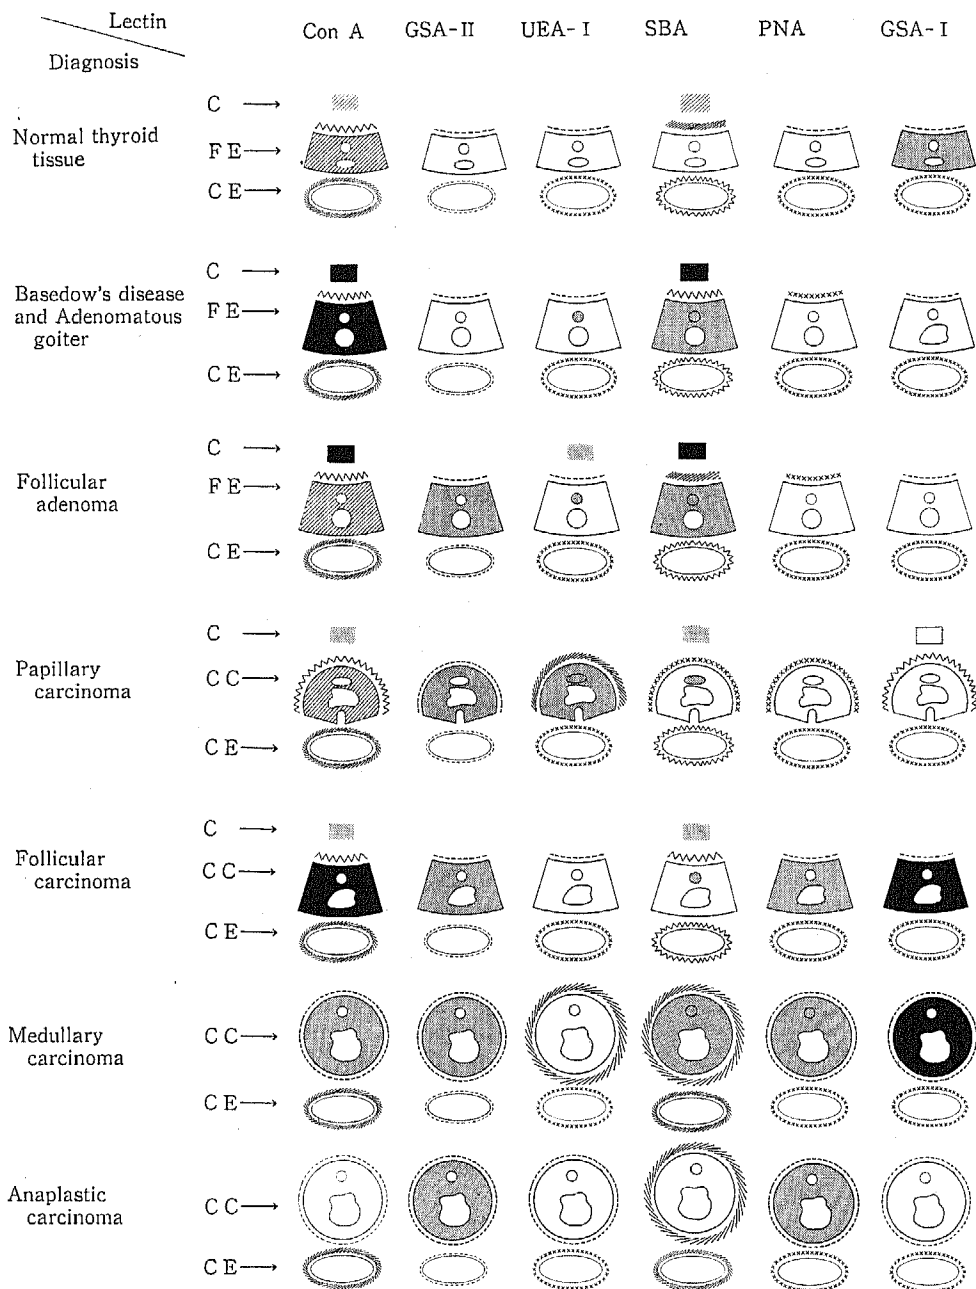 Lectin
Diagnosis
Con A GSA-II UEA-I SBA PNA GSA-I
C →
Normal thyroid
tissue
FE →
CE →
C →
Basedow's disease
and Adenomatous
goiter
FE →
CE →
C →
Follicular
adenoma
FE →
CE →
C →
Papillary
carcinoma
CC →
CE →
C →
Follicular
carcinoma
CC →
CE →
Medullary
carcinoma
CC →
CE →
Anaplastic
carcinoma
CC →
CE →